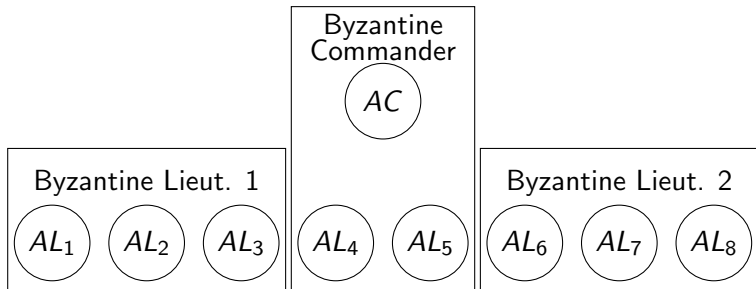 Byzantine
Commander
AC
Byzantine Lieut. 1
Byzantine Lieut. 2
AL₁ AL₂ AL₃ AL₄ AL₅ AL₆ AL₇ AL₈